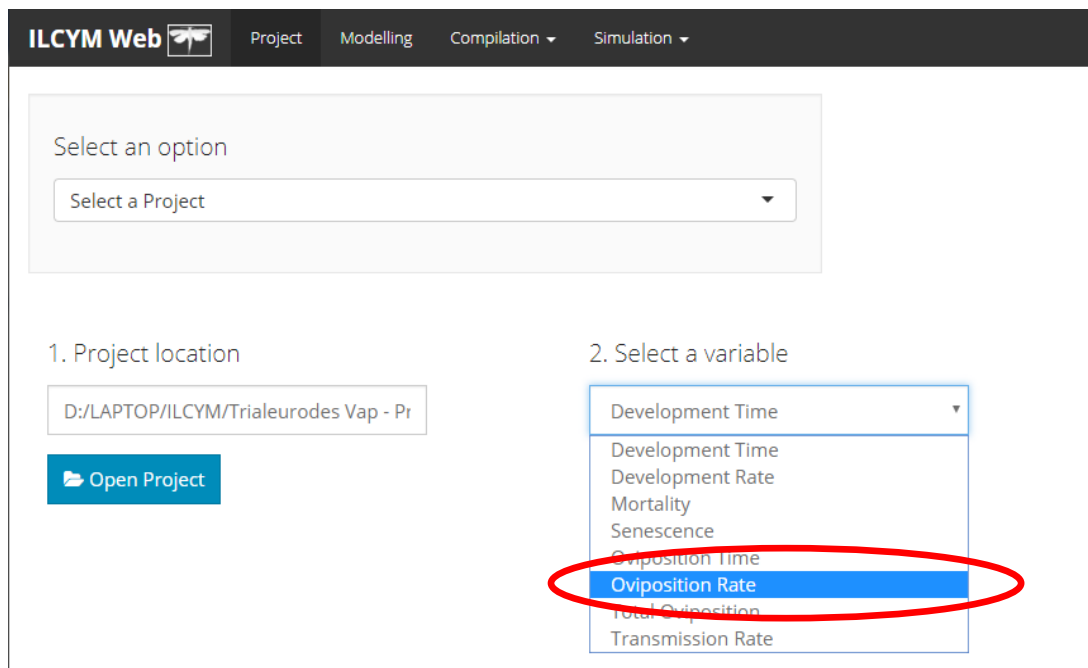 ILCYM Web Project Modelling Compilation Simulation
Select an option
Select a Project
1. Project location
D:/LAPTOP/ILCYM/Trialeurodes Vap - Pr
Open Project
2. Select a variable
Development Time
Development Time
Development Rate
Mortality
Senescence
Oviposition Time
Oviposition Rate
Total Oviposition
Transmission Rate